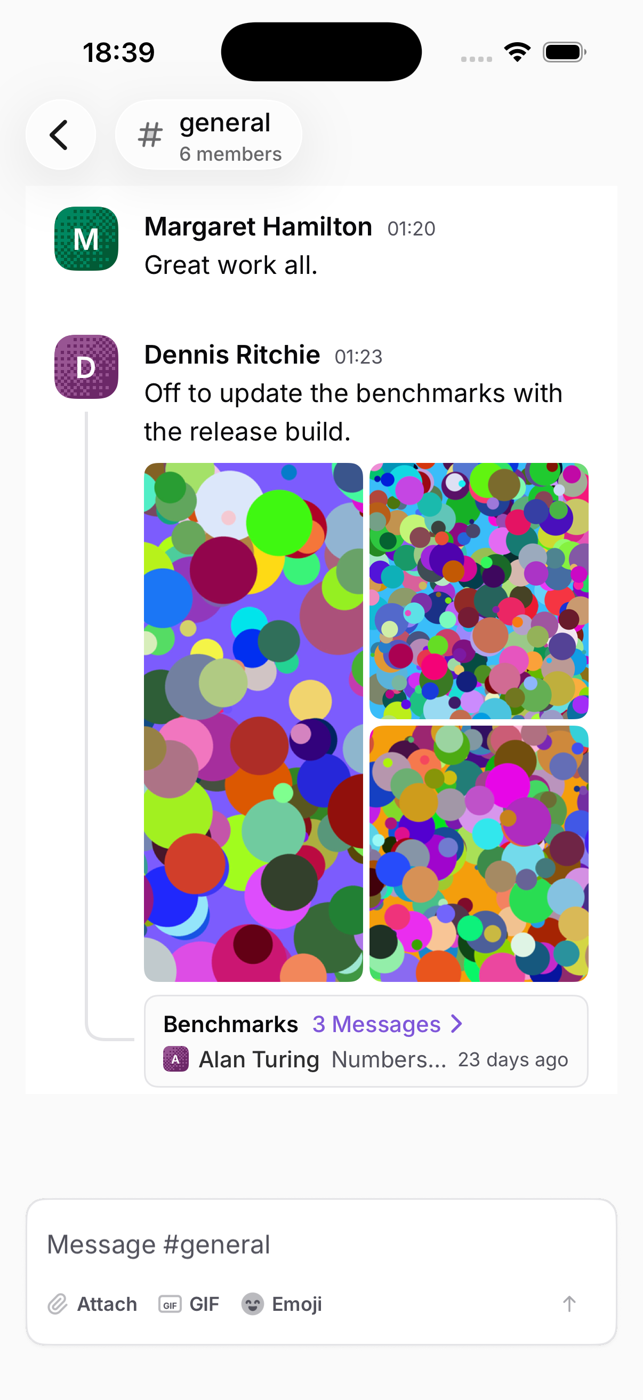 18:39
general
6 members
M
Margaret Hamilton 01:20
Great work all.
D
Dennis Ritchie 01:23
Off to update the benchmarks with
the release build.
Benchmarks 3 Messages
A Alan Turing Numbers... 23 days ago
Message #general
Attach GIF GIF Emoji